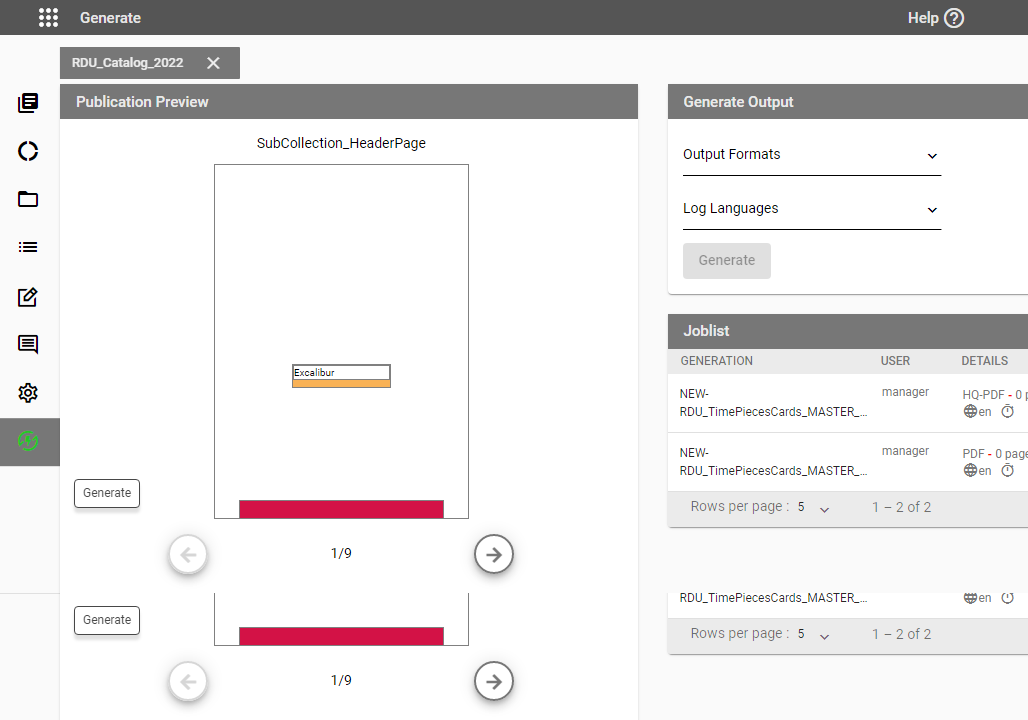 Generate
Help
RDU_Catalog_2022
Publication Preview
SubCollection_HeaderPage
Excalibur
Generate
1/9
Generate
1/9
Generate Output
Output Formats
Log Languages
Generate
Joblist
GENERATION USER DETAILS
NEW-
RDU_TimePiecesCards_MASTER_...
manager
HQ-PDF - 0 p
en
NEW-
RDU_TimePiecesCards_MASTER_...
manager
PDF - 0 page
en
Rows per page : 5 1 – 2 of 2
RDU_TimePiecesCards_MASTER_...
en
Rows per page : 5 1 – 2 of 2